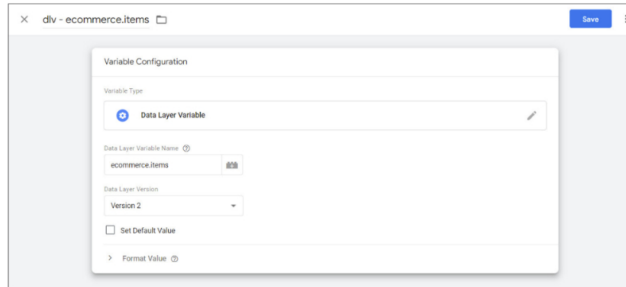 dlv - ecommerce.items
Save
Variable Configuration
Variable Type
Data Layer Variable
Data Layer Variable Name
ecommerce.items
Data Layer Version
Version 2
Set Default Value
Format Value